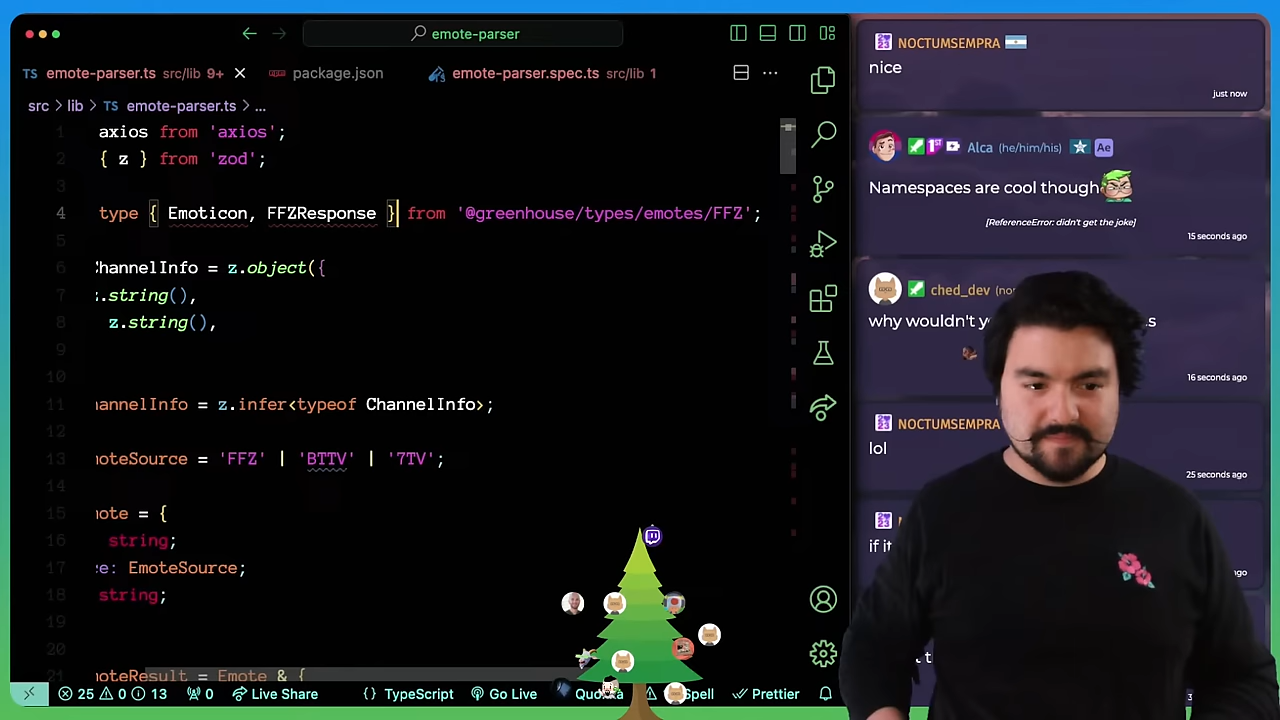 emote-parser
TS emote-parser.ts src/lib 9+
package.json
emote-parser.spec.ts src/lib 1
src > lib > TS emote-parser.ts > ...
1 axios from 'axios';
2 { z } from 'zod';
3
4 type { Emoticon, FFZResponse } from '@greenhouse/types/emotes/FFZ';
5
6 ChannelInfo = z.object({
7 .string(),
8 z.string(),
9
10
11 annelInfo = z.infer<typeof ChannelInfo>;
12
13 moteSource = 'FFZ' | 'BTTV' | '7TV';
14
15 mote = {
16 string;
17 ce: EmoteSource;
18 string;
19
20
21 moteResult = Emote & {
25 0 13 0 Live Share {} TypeScript Go Live Spell Prettier
NOCTUMSEMPRA
nice
just now
Alca (he/him/his) Ae
Namespaces are cool though
[ReferenceError: didn't get the joke]
15 seconds ago
ched_dev
why wouldn't
16 seconds ago
NOCTUMSEMPRA
lol
25 seconds ago
if it